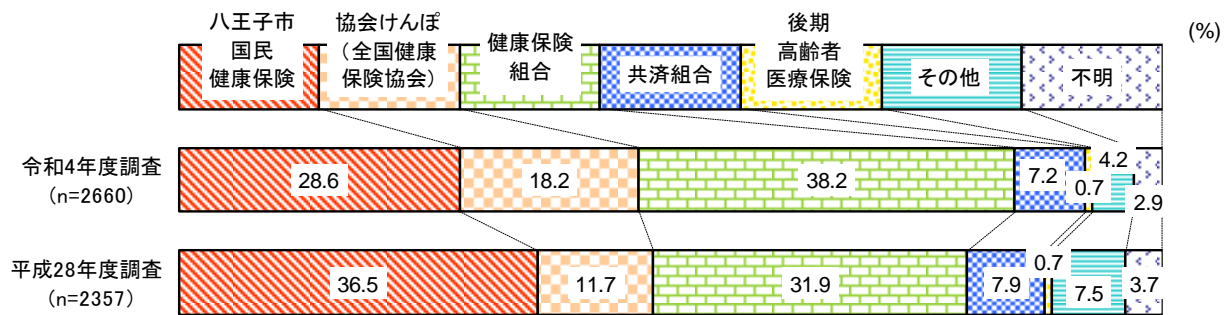 (%)
八王子市
国民
健康保険
協会けんぽ
（全国健康
保険協会）
健康保険
組合
共済組合
後期
高齢者
医療保険
その他
不明
令和4年度調査
(n=2660)
28.6
18.2
38.2
7.2
0.7
4.2
2.9
平成28年度調査
(n=2357)
36.5
11.7
31.9
7.9
0.7
7.5
3.7